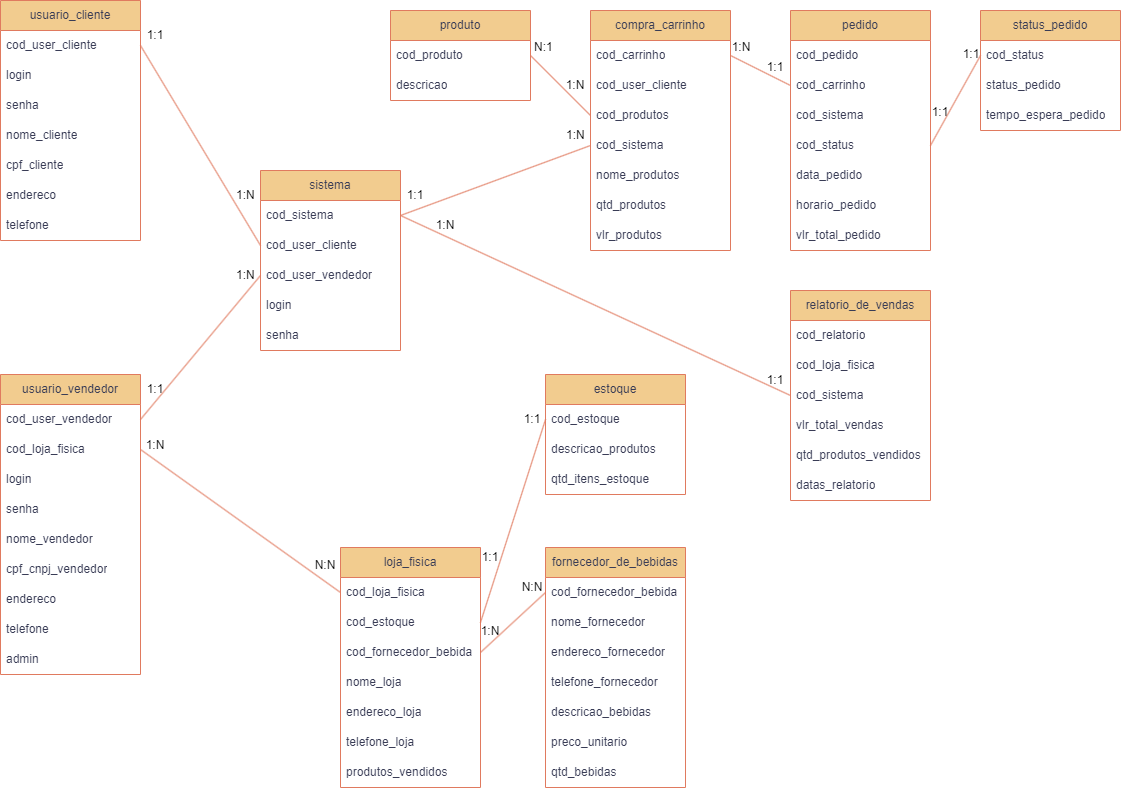 usuario_cliente
cod_user_cliente
login
senha
nome_cliente
cpf_cliente
endereco
telefone
1:1
1:N
produto
cod_produto
descricao
N:1
1:N
compra_carrinho
cod_carrinho
cod_user_cliente
cod_produtos
cod_sistema
nome_produtos
qtd_produtos
vlr_produtos
1:N
1:N
1:1
pedido
cod_pedido
cod_carrinho
cod_sistema
cod_status
data_pedido
horario_pedido
vlr_total_pedido
1:1
1:1
status_pedido
cod_status
status_pedido
tempo_espera_pedido
sistema
cod_sistema
cod_user_cliente
cod_user_vendedor
login
senha
1:1
1:N
1:N
1:1
relatorio_de_vendas
cod_relatorio
cod_loja_fisica
cod_sistema
vlr_total_vendas
qtd_produtos_vendidos
datas_relatorio
1:1
usuario_vendedor
cod_user_vendedor
cod_loja_fisica
login
senha
nome_vendedor
cpf_cnpj_vendedor
endereco
telefone
admin
1:N
N:N
estoque
cod_estoque
descricao_produtos
qtd_itens_estoque
1:1
1:1
loja_fisica
cod_loja_fisica
cod_estoque
cod_fornecedor_bebida
nome_loja
endereco_loja
telefone_loja
produtos_vendidos
N:N
1:N
fornecedor_de_bebidas
cod_fornecedor_bebida
nome_fornecedor
endereco_fornecedor
telefone_fornecedor
descricao_bebidas
preco_unitario
qtd_bebidas